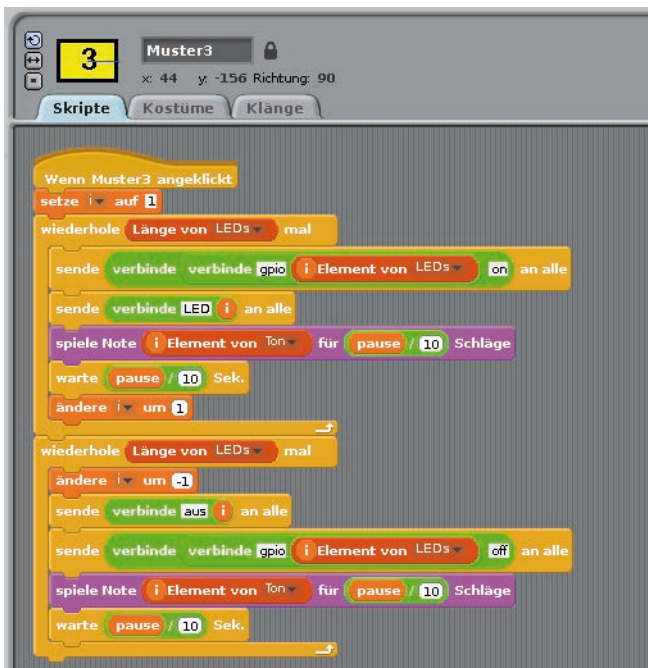 3
Muster3
x: 44 y: -156 Richtung: 90
Skripte Kostüme Klänge
Wenn Muster3 angeklickt
setze i auf 1
wiederhole Länge von LEDs mal
sende verbinde verbinde gpio i Element von LEDs on an alle
sende verbinde LED i an alle
spiele Note i Element von Ton für pause / 10 Schläge
warte pause / 10 Sek.
ändere i um 1
wiederhole Länge von LEDs mal
ändere i um -1
sende verbinde aus i an alle
sende verbinde verbinde gpio i Element von LEDs off an alle
spiele Note i Element von Ton für pause / 10 Schläge
warte pause / 10 Sek.